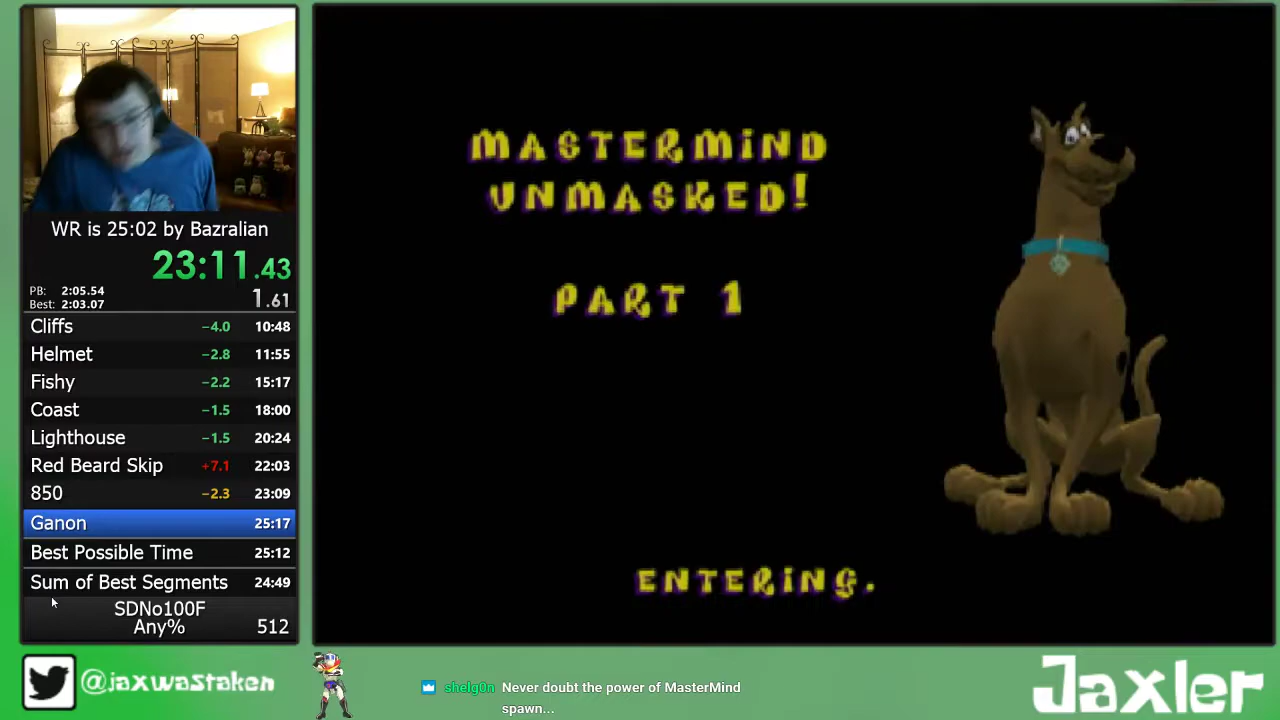 WR is 25:02 by Bazralian
23:11.43
PB: 2:05.54
Best: 2:03.07
1.61
Cliffs −4.0 10:48
Helmet −2.8 11:55
Fishy −2.2 15:17
Coast −1.5 18:00
Lighthouse −1.5 20:24
Red Beard Skip +7.1 22:03
850 −2.3 23:09
Ganon 25:17
Best Possible Time 25:12
Sum of Best Segments 24:49
SDNo100F
Any% 512
@jaxwastaken
MASTERMIND
UNMASKED!
PART 1
ENTERING.
shelg0n Never doubt the power of MasterMind
spawn...
Jaxler